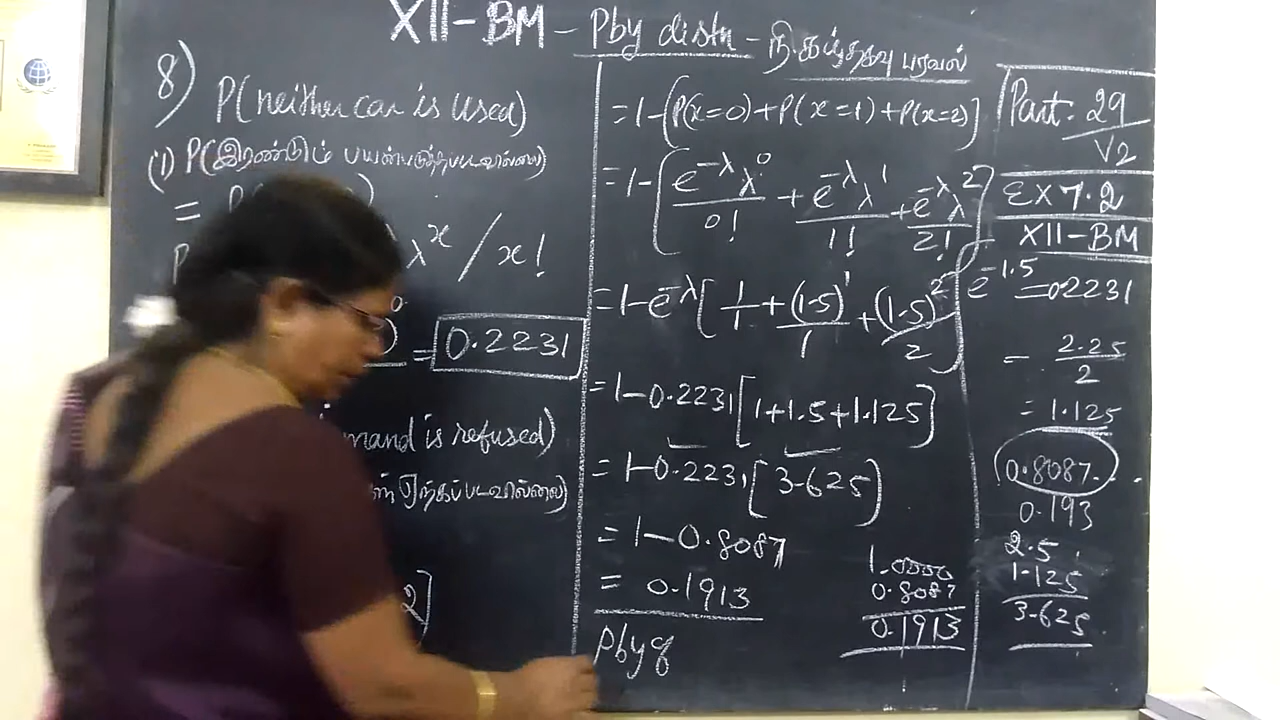 XII-BM - Pby distn - நிகழ்தகவு பரவல்
8) P(neither car is used)
(i) P(இரண்டும் பயன்படுத்தபடவில்லை)
=
λˣ / x!
= 0.2231
mand is refused)
2]
= 1-[P(x=0)+P(x=1)+P(x=2)]
= 1-[e^-λ λ^0/0! + e^-λ λ^1/1! + e^-λ λ^2/2!]
= 1-e^-λ[1/1 + (1.5)^1/1 + (1.5)^2/2]
= 1-0.2231[1+1.5+1.125]
= 1-0.2231[3.625]
= 1-0.8087
= 0.1913
Pby of
1.0000
0.8087
0.1913
Part. 29
V2
EX 7.2
XII-BM
e^-1.5 = 0.2231
= 2.25/2
= 1.125
0.8087
0.193
2.5
1.125
3.625